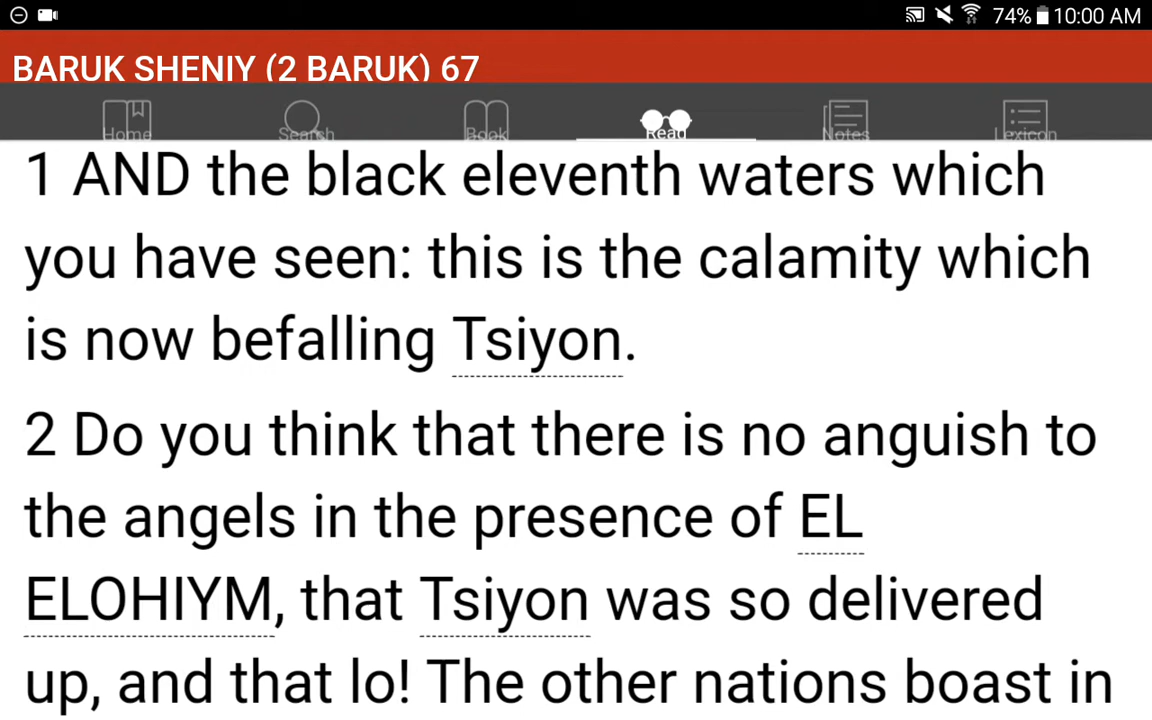 74% 10:00 AM
BARUK SHENIY (2 BARUK) 67
Home Search Book Read Notes Lexicon
1 AND the black eleventh waters which
you have seen: this is the calamity which
is now befalling Tsiyon.
2 Do you think that there is no anguish to
the angels in the presence of EL
ELOHIYM, that Tsiyon was so delivered
up, and that lo! The other nations boast in